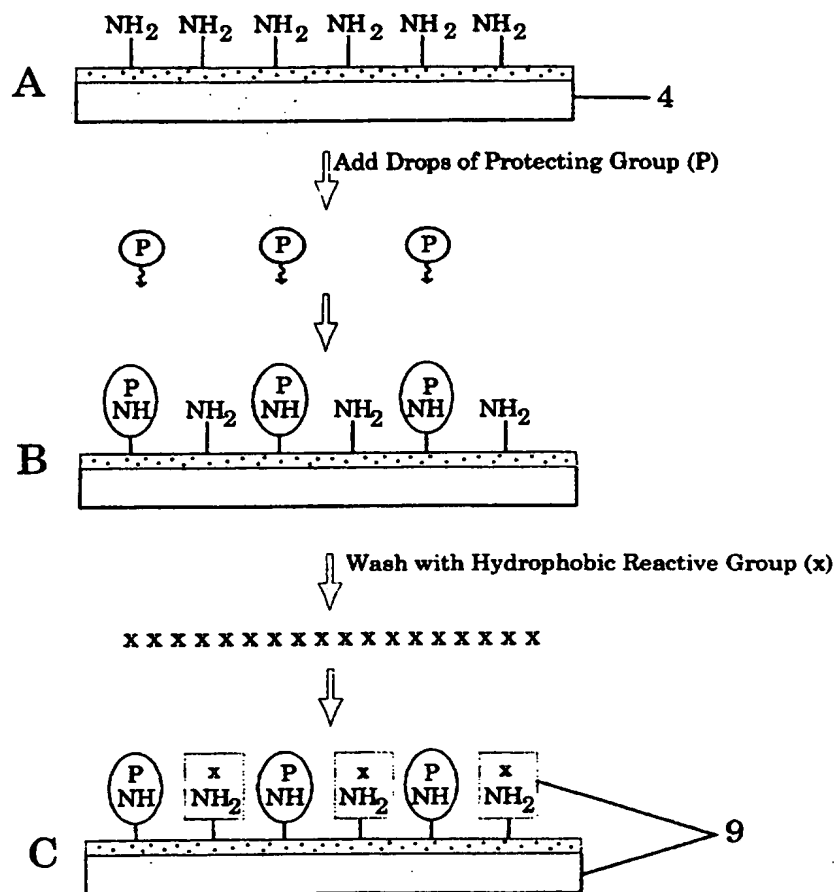 NH2 NH2 NH2 NH2 NH2 NH2
A
4
Add Drops of Protecting Group (P)
P P P
P P P
NH NH2 NH NH2 NH NH2
B
Wash with Hydrophobic Reactive Group (x)
x x x x x x x x x x x x x x x x x x
P x P x P x
NH NH2 NH NH2 NH NH2
C
9